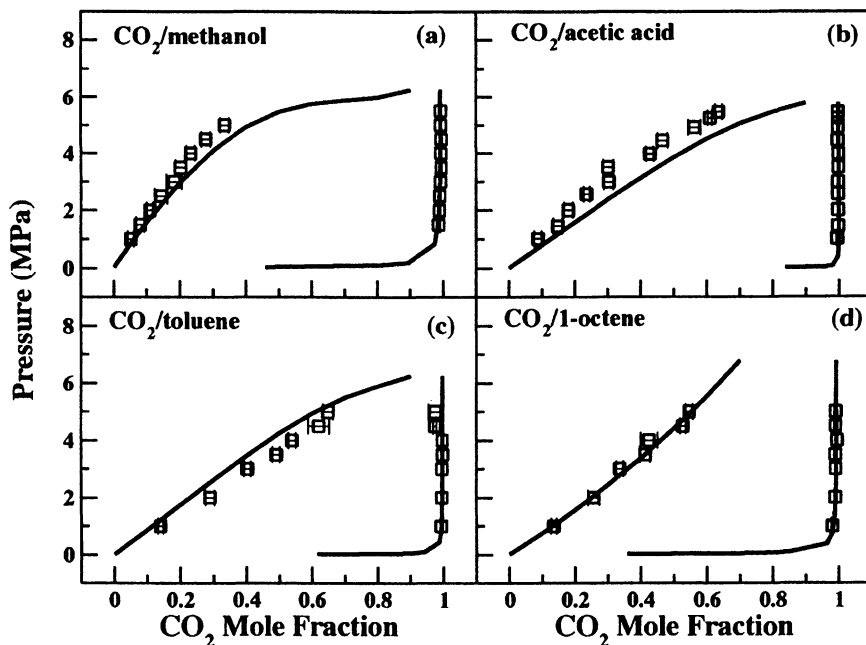 CO2/methanol (a)
CO2/acetic acid (b)
8
6
4
2
0
CO2/toluene (c)
CO2/1-octene (d)
8
6
4
2
0
Pressure (MPa)
0 0.2 0.4 0.6 0.8 1
0 0.2 0.4 0.6 0.8 1
CO2 Mole Fraction
CO2 Mole Fraction